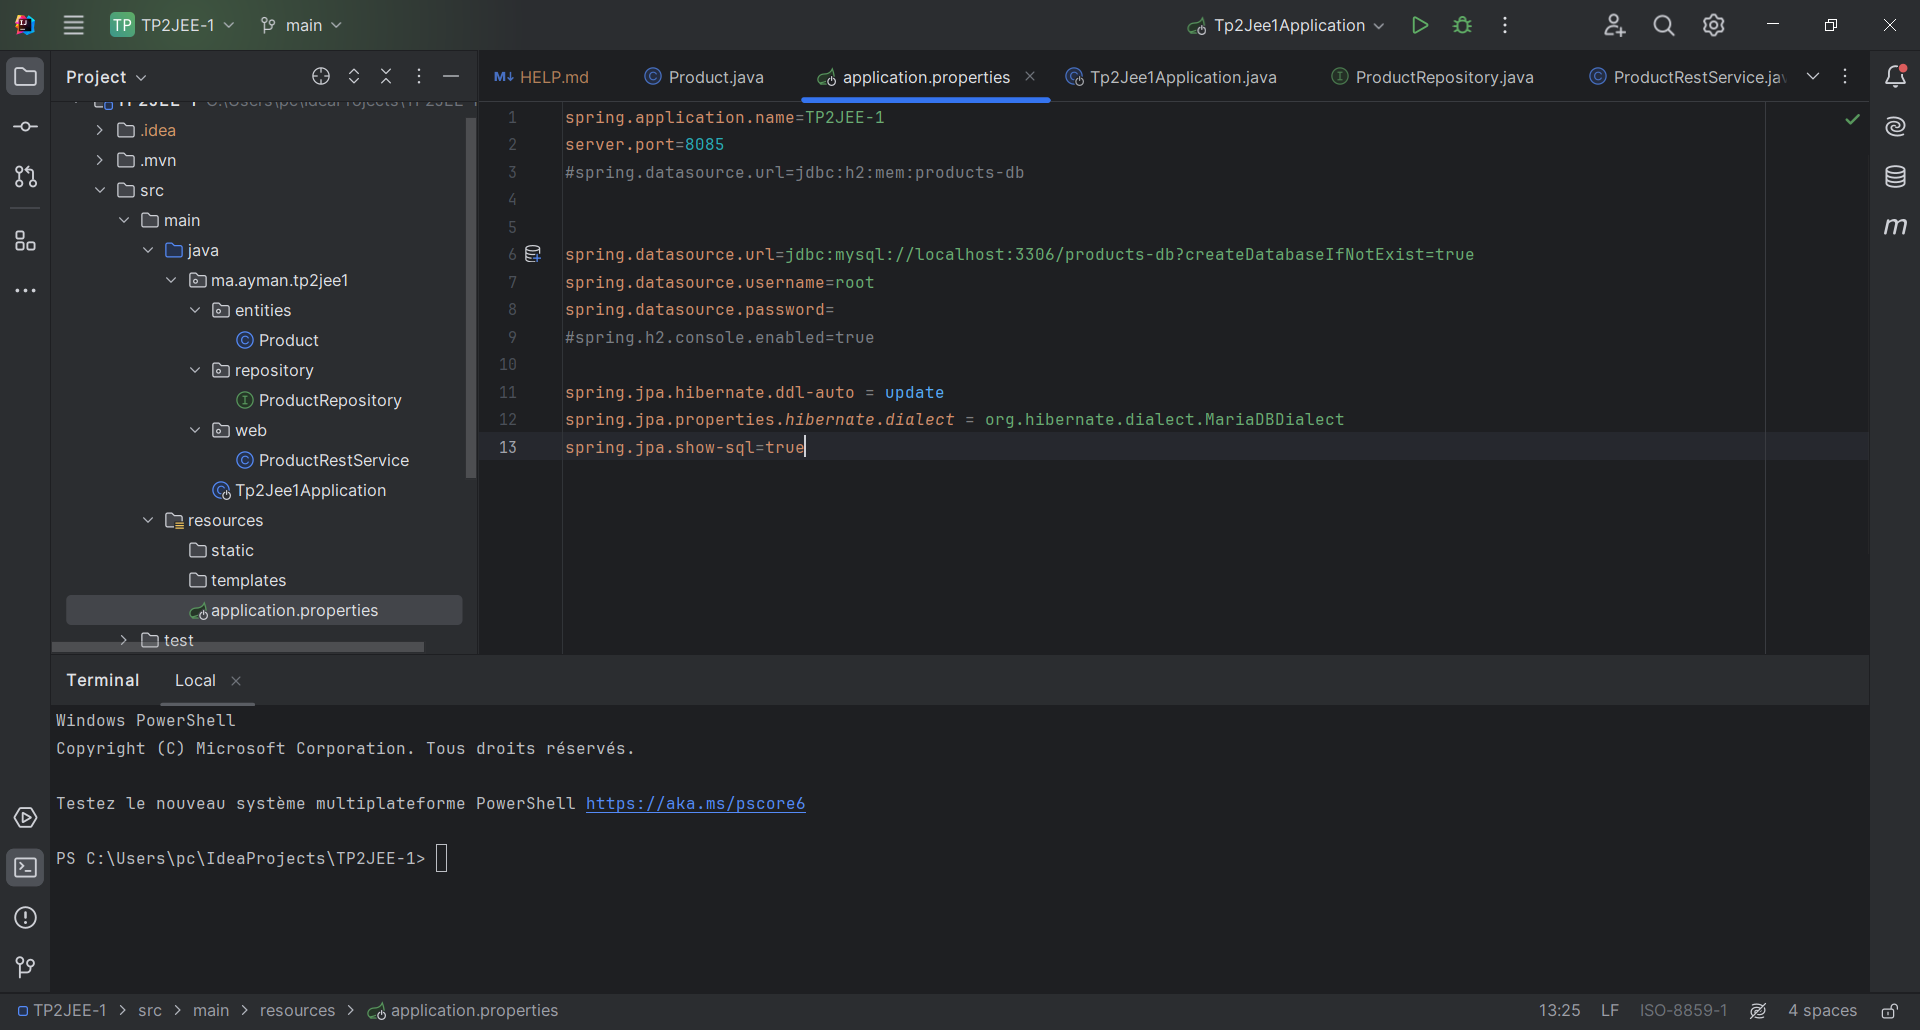 TP TP2JEE-1 main Tp2Jee1Application
Project
HELP.md Product.java application.properties Tp2Jee1Application.java ProductRepository.java ProductRestService.ja
.idea
.mvn
src
main
java
ma.ayman.tp2jee1
entities
Product
repository
ProductRepository
web
ProductRestService
Tp2Jee1Application
resources
static
templates
application.properties
test
1 spring.application.name=TP2JEE-1
2 server.port=8085
3 #spring.datasource.url=jdbc:h2:mem:products-db
4
5
6 spring.datasource.url=jdbc:mysql://localhost:3306/products-db?createDatabaseIfNotExist=true
7 spring.datasource.username=root
8 spring.datasource.password=
9 #spring.h2.console.enabled=true
10
11 spring.jpa.hibernate.ddl-auto = update
12 spring.jpa.properties.hibernate.dialect = org.hibernate.dialect.MariaDBDialect
13 spring.jpa.show-sql=true
Terminal Local
Windows PowerShell
Copyright (C) Microsoft Corporation. Tous droits réservés.
Testez le nouveau système multiplateforme PowerShell https://aka.ms/pscore6
PS C:\Users\pc\IdeaProjects\TP2JEE-1>
TP2JEE-1 > src > main > resources > application.properties
13:25 LF ISO-8859-1 4 spaces